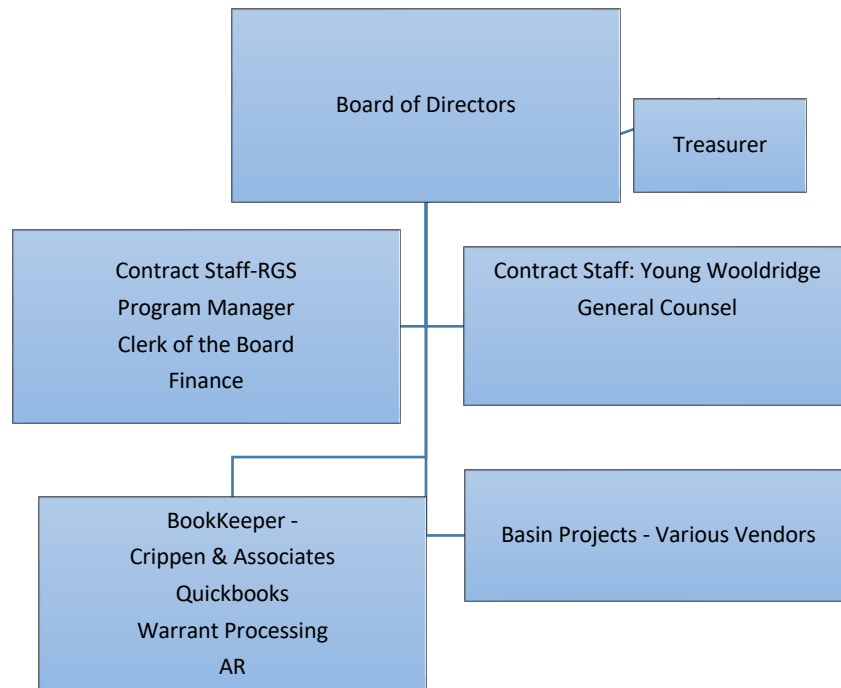 Board of Directors
Treasurer
Contract Staff-RGS
Program Manager
Clerk of the Board
Finance
Contract Staff: Young Wooldridge
General Counsel
BookKeeper -
Crippen & Associates
Quickbooks
Warrant Processing
AR
Basin Projects - Various Vendors